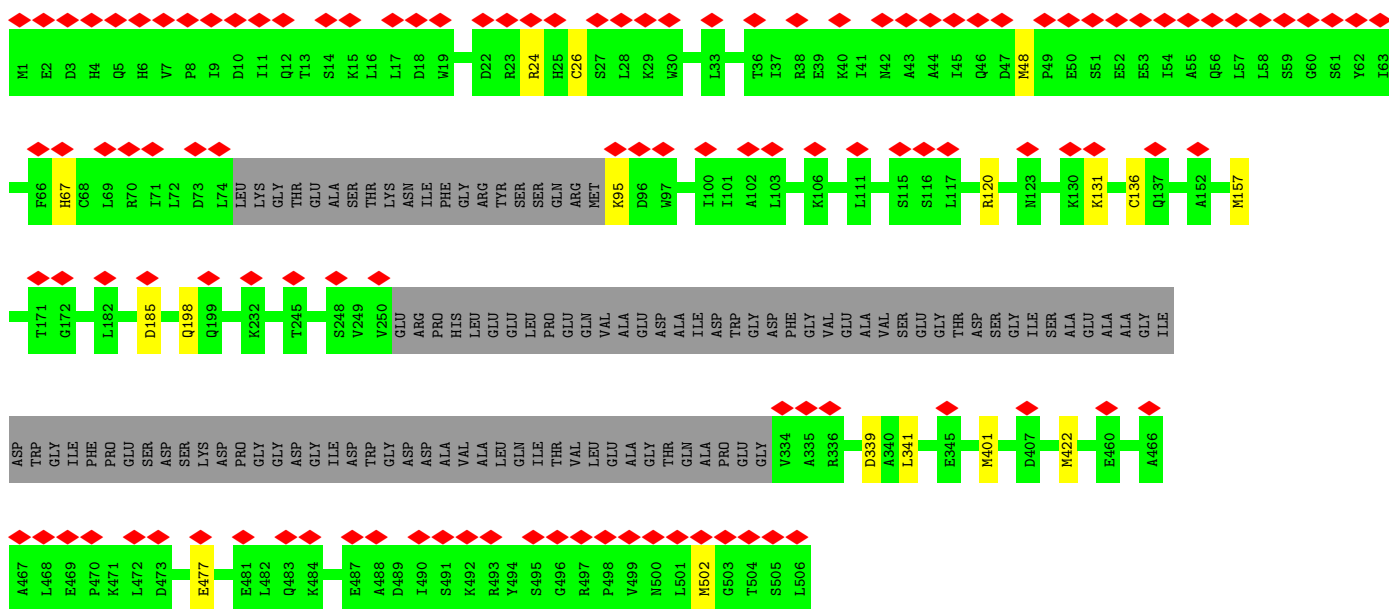 M1 E2 D3 H4 Q5 H6 V7 P8 I9 D10 I11 Q12 T13 S14 K15 L16 L17 D18 W19 D22 R23 R24 H25 C26 S27 L28 K29 W30 L33 T36 I37 R38 E39 K40 I41 N42 A43 A44 I45 Q46 D47 M48 P49 E50 S51 E52 E53 I54 A55 Q56 L57 L58 S59 G60 S61 Y62 I63
F66 H67 C68 L69 R70 I71 L72 D73 L74 LEU LYS GLY THR GLU ALA SER THR LYS ASN ILE PHE GLY ARG TYR SER SER GLN ARG MET K95 D96 W97 I100 I101 A102 L103 K106 L111 S115 S116 L117 R120 N123 K130 K131 C136 Q137 A152 M157
T171 G172 L182 D185 Q198 Q199 K232 T245 S248 V249 V250 GLU ARG PRO HIS LEU GLU GLU LEU PRO GLU GLN VAL ALA GLU ASP ALA ILE ASP TRP GLY ASP PHE GLY VAL GLU ALA VAL SER GLU GLY THR ASP SER GLY ILE SER ALA GLU ALA ALA GLY ILE
ASP TRP GLY ILE PHE PRO GLU SER ASP SER LYS ASP PRO GLY GLY ASP GLY ILE ASP TRP GLY ASP ASP ALA VAL ALA LEU GLN ILE THR VAL LEU GLU ALA GLY THR GLN ALA PRO GLU GLY V334 A335 R336 D339 A340 L341 E345 M401 D407 M422 E460 A466
A467 L468 E469 P470 K471 L472 D473 E477 E481 L482 Q483 K484 E487 A488 D489 I490 S491 K492 R493 Y494 S495 G496 R497 P498 V499 N500 L501 M502 G503 T504 S505 L506